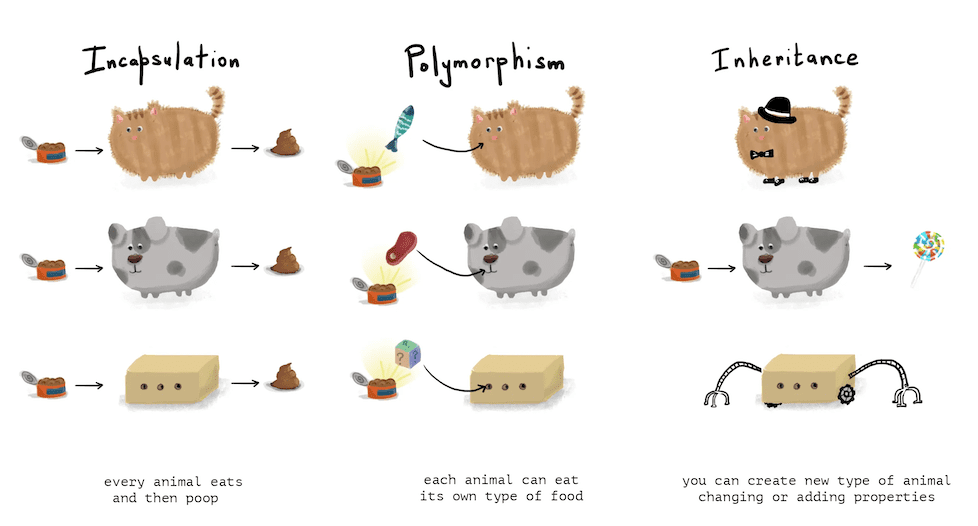 Incapsulation
Polymorphism
Inheritance
?
?
every animal eats
and then poop
each animal can eat
its own type of food
you can create new type of animal
changing or adding properties